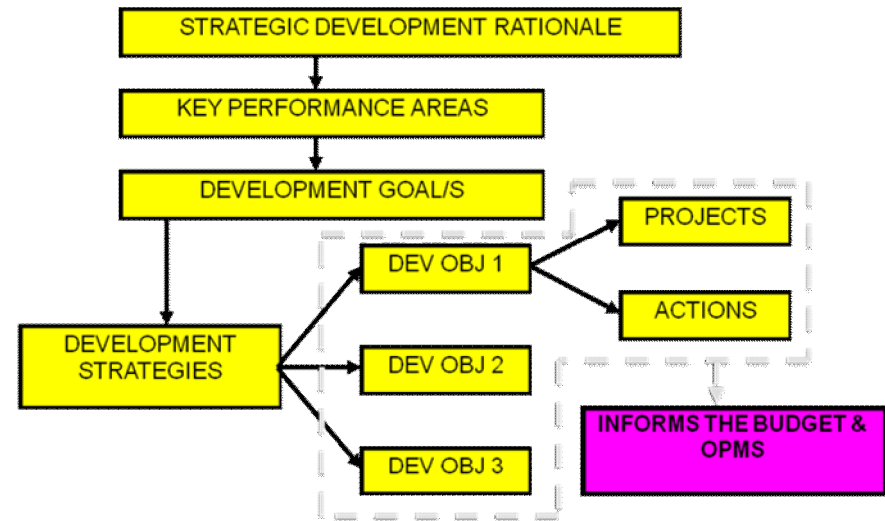 STRATEGIC DEVELOPMENT RATIONALE
KEY PERFORMANCE AREAS
DEVELOPMENT GOAL/S
PROJECTS
DEV OBJ 1
ACTIONS
DEVELOPMENT
STRATEGIES
DEV OBJ 2
INFORMS THE BUDGET &
OPMS
DEV OBJ 3